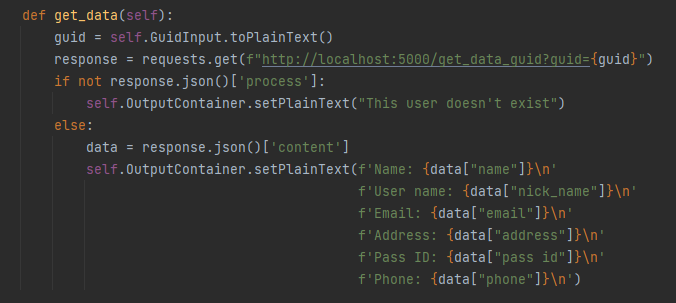 def get_data(self):
    guid = self.GuidInput.toPlainText()
    response = requests.get(f"http://localhost:5000/get_data_guid?guid={guid}")
    if not response.json()['process']:
        self.OutputContainer.setPlainText("This user doesn't exist")
    else:
        data = response.json()['content']
        self.OutputContainer.setPlainText(f'Name: {data["name"]}\n'
                                          f'User name: {data["nick_name"]}\n'
                                          f'Email: {data["email"]}\n'
                                          f'Address: {data["address"]}\n'
                                          f'Pass ID: {data["pass id"]}\n'
                                          f'Phone: {data["phone"]}\n')